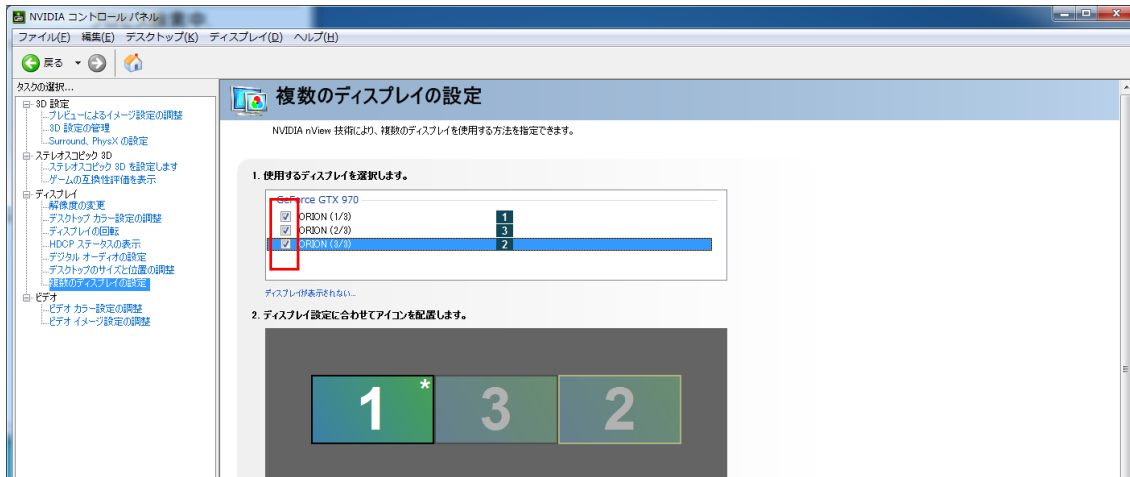 NVIDIA コントロール パネル
ファイル(F) 編集(E) デスクトップ(K) ディスプレイ(D) ヘルプ(H)
戻る
タスクの選択...
3D 設定
プレビューによるイメージ設定の調整
3D 設定の管理
Surround、PhysX の設定
ステレオスコピック 3D
ステレオスコピック 3D を設定します
ゲームの互換性評価を表示
ディスプレイ
解像度の変更
デスクトップ カラー設定の調整
ディスプレイの回転
HDCP ステータスの表示
デジタル オーディオの設定
デスクトップのサイズと位置の調整
複数のディスプレイの設定
ビデオ
ビデオ カラー設定の調整
ビデオ イメージ設定の調整
複数のディスプレイの設定
NVIDIA nView 技術により、複数のディスプレイを使用する方法を指定できます。
1. 使用するディスプレイを選択します。
GeForce GTX 970
ORION (1/3) 1
ORION (2/3) 3
ORION (3/3) 2
ディスプレイが表示されない...
2. ディスプレイ設定に合わせてアイコンを配置します。
1 * 3 2